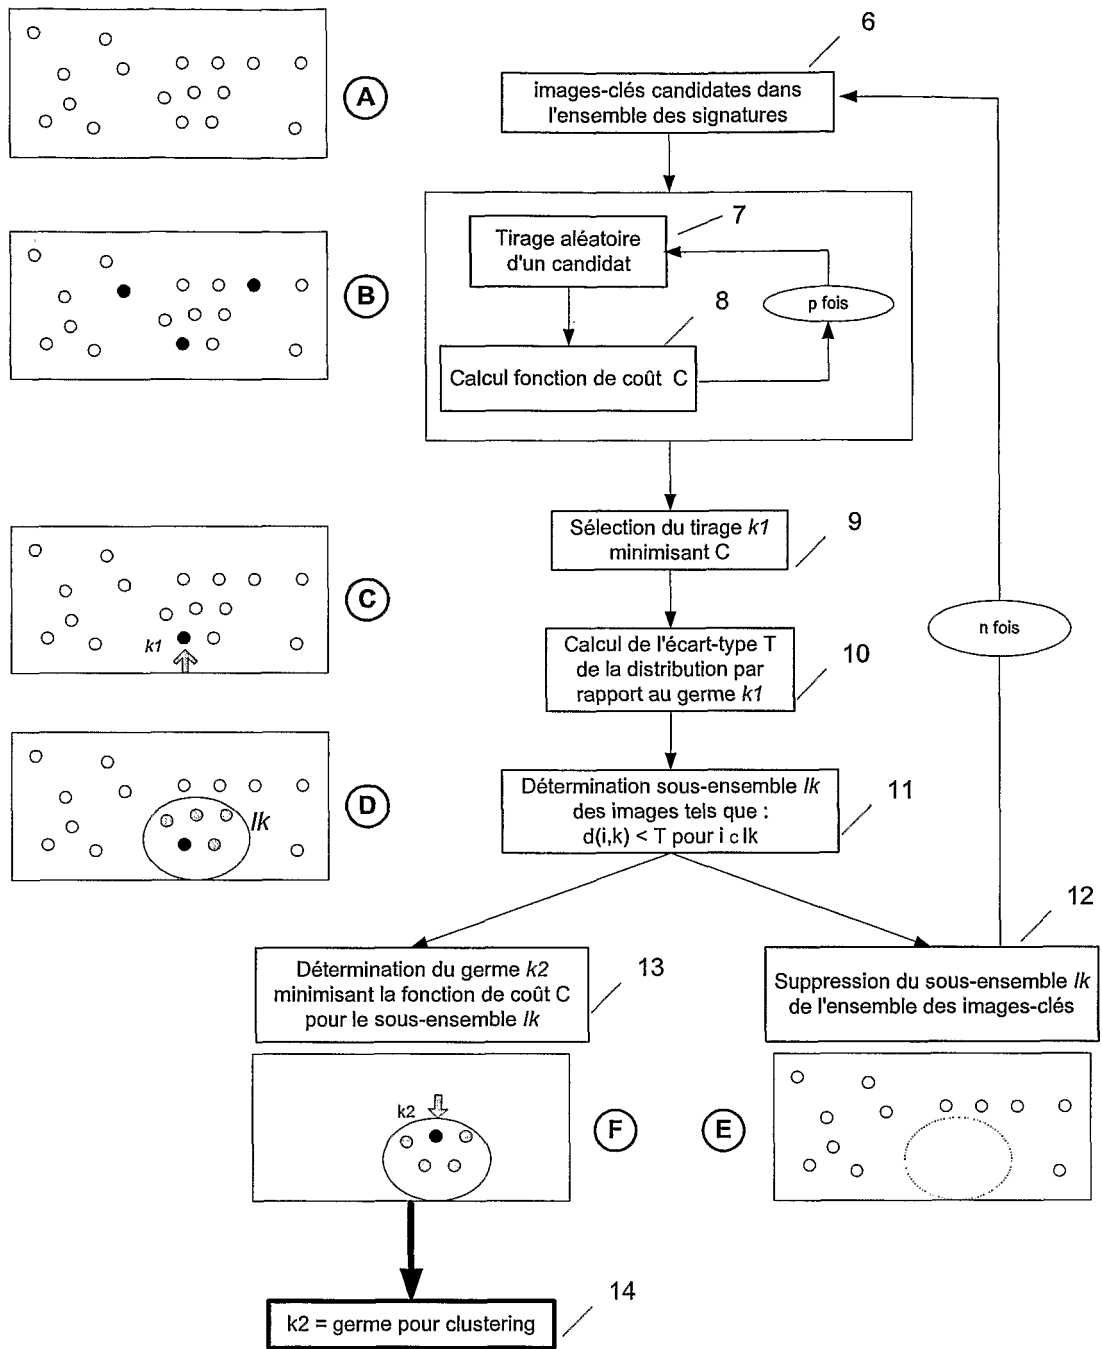 6
images-clés candidates dans
l'ensemble des signatures
A
7
Tirage aléatoire
d'un candidat
B
8
p fois
Calcul fonction de coût C
Sélection du tirage k1
minimisant C
9
C
k1
n fois
Calcul de l'écart-type T
de la distribution par
rapport au germe k1
10
D
Ik
Détermination sous-ensemble Ik
des images tels que :
d(i,k) < T pour i c Ik
11
12
Détermination du germe k2
minimisant la fonction de coût C
pour le sous-ensemble Ik
13
Suppression du sous-ensemble Ik
de l'ensemble des images-clés
k2
F
E
14
k2 = germe pour clustering